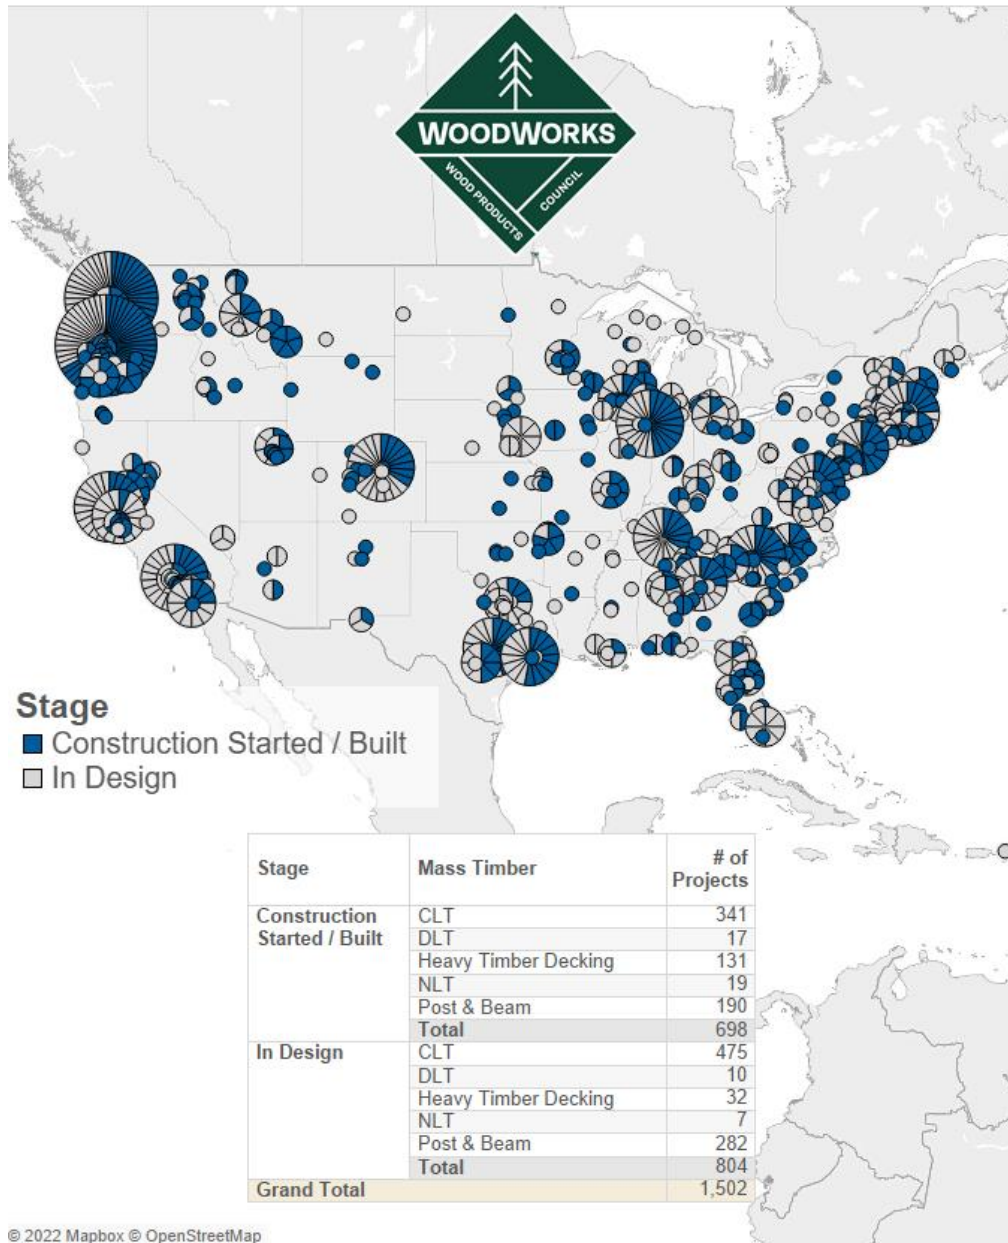 WOODWORKS
WOOD PRODUCTS
COUNCIL
Stage
Construction Started / Built
In Design
Stage Mass Timber # of Projects
Construction Started / Built CLT 341
DLT 17
Heavy Timber Decking 131
NLT 19
Post & Beam 190
Total 698
In Design CLT 475
DLT 10
Heavy Timber Decking 32
NLT 7
Post & Beam 282
Total 804
Grand Total 1,502
© 2022 Mapbox © OpenStreetMap